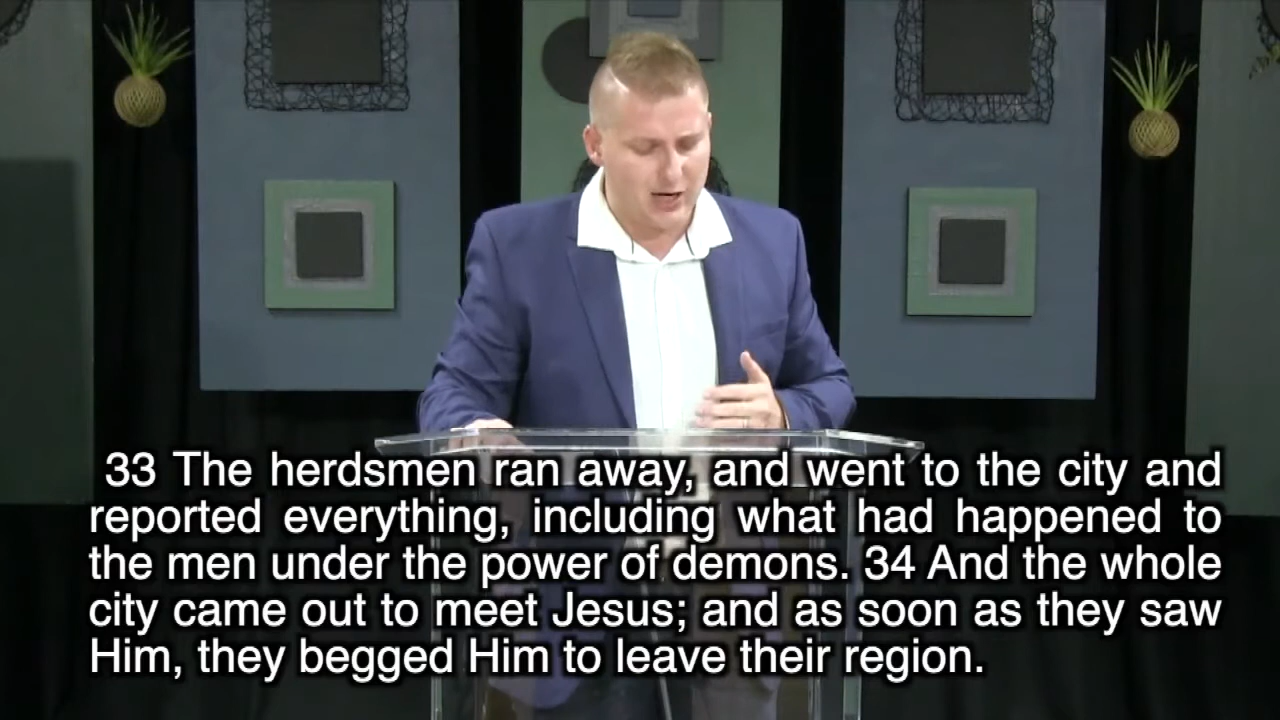 33 The herdsmen ran away, and went to the city and
reported everything, including what had happened to
the men under the power of demons. 34 And the whole
city came out to meet Jesus; and as soon as they saw
Him, they begged Him to leave their region.